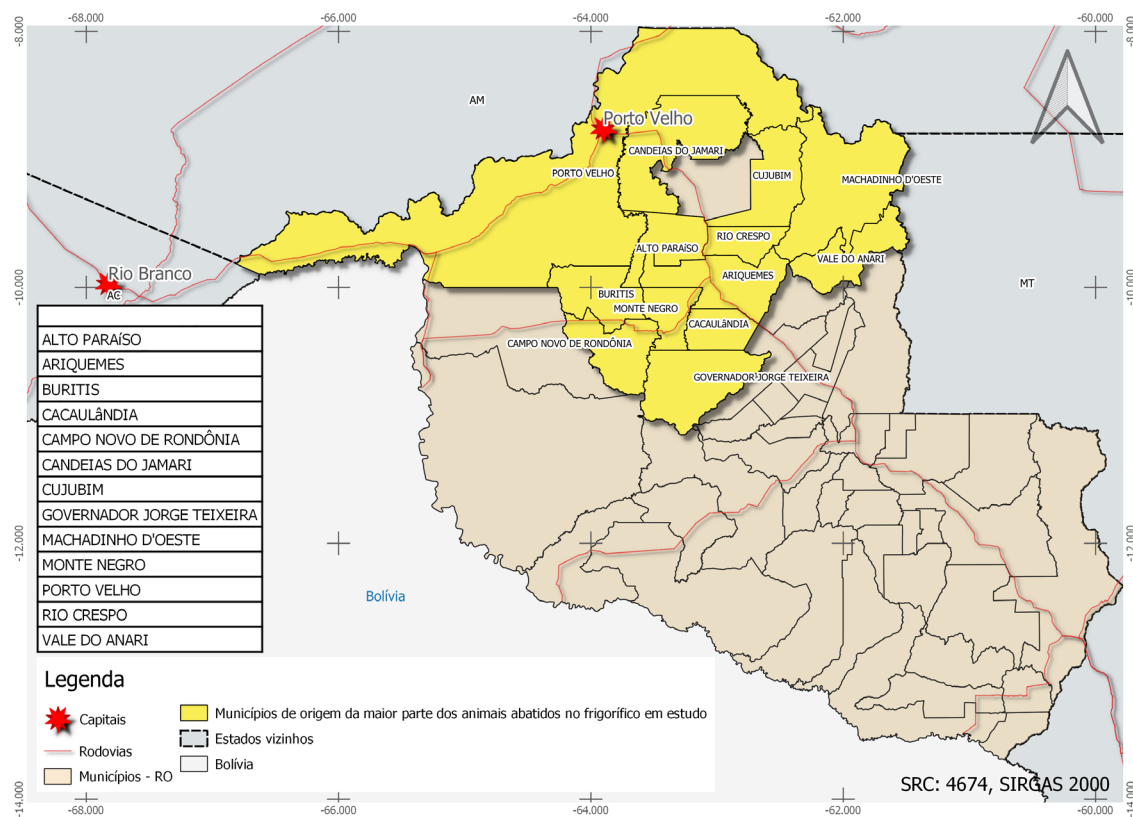 -68.000 -66.000 -64.000 -62.000 -60.000
-8.000 -8.000
AM
Porto Velho
CANDEIAS DO JAMARI
PORTO VELHO
CUJUBIM
MACHADINHO D'OESTE
RIO CRESPO
ALTO PARAíSO
VALE DO ANARI
Rio Branco
AC
ARIQUEMES
MT
-10.000 -10.000
BURITIS
MONTE NEGRO
CACAULâNDIA
CAMPO NOVO DE RONDÔNIA
GOVERNADOR JORGE TEIXEIRA
ALTO PARAíSO
ARIQUEMES
BURITIS
CACAULâNDIA
CAMPO NOVO DE RONDÔNIA
CANDEIAS DO JAMARI
CUJUBIM
GOVERNADOR JORGE TEIXEIRA
MACHADINHO D'OESTE
MONTE NEGRO
PORTO VELHO
RIO CRESPO
VALE DO ANARI
-12.000 -12.000
Bolívia
Legenda
Capitais
Rodovias
Municípios - RO
Municípios de origem da maior parte dos animais abatidos no frigorífico em estudo
Estados vizinhos
Bolívia
SRC: 4674, SIRGAS 2000
-14.000 -14.000
-68.000 -66.000 -64.000 -62.000 -60.000